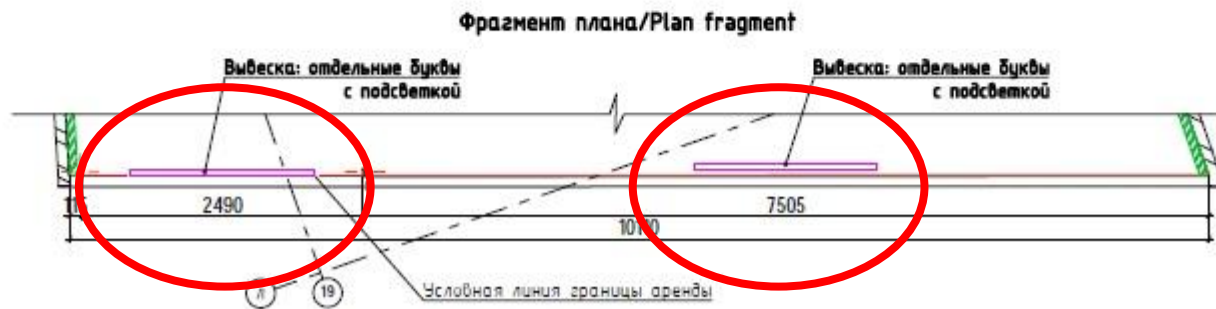 Фрагмент плана/Plan fragment
Вывеска: отдельные буквы
с подсветкой
Вывеска: отдельные буквы
с подсветкой
2490
7505
19
Условная линия границы аренды